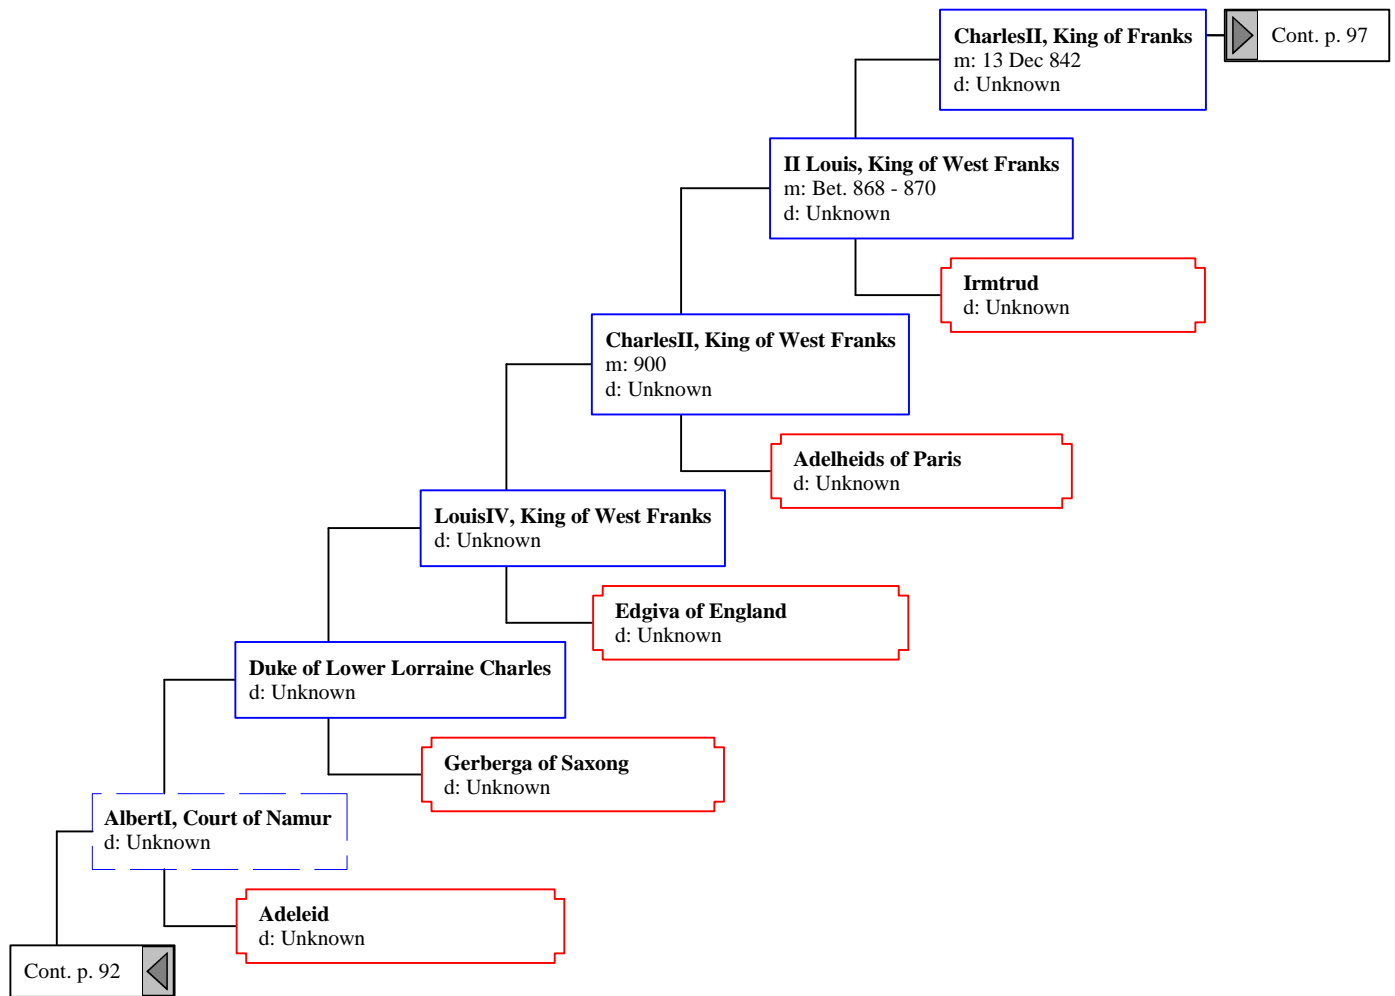 CharlesII, King of Franks
m: 13 Dec 842
d: Unknown
Cont. p. 97
II Louis, King of West Franks
m: Bet. 868 - 870
d: Unknown
Irmtrud
d: Unknown
CharlesII, King of West Franks
m: 900
d: Unknown
Adelheids of Paris
d: Unknown
LouisIV, King of West Franks
d: Unknown
Edgiva of England
d: Unknown
Duke of Lower Lorraine Charles
d: Unknown
Gerberga of Saxong
d: Unknown
AlbertI, Court of Namur
d: Unknown
Adeleid
d: Unknown
Cont. p. 92